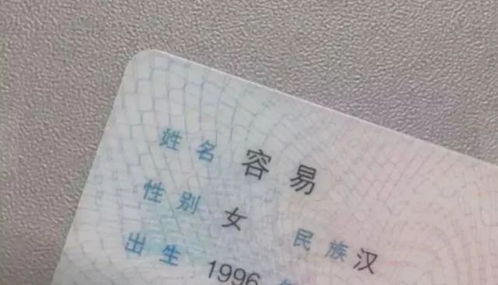 姓名 容易
性别 女 民族 汉
出生 1996